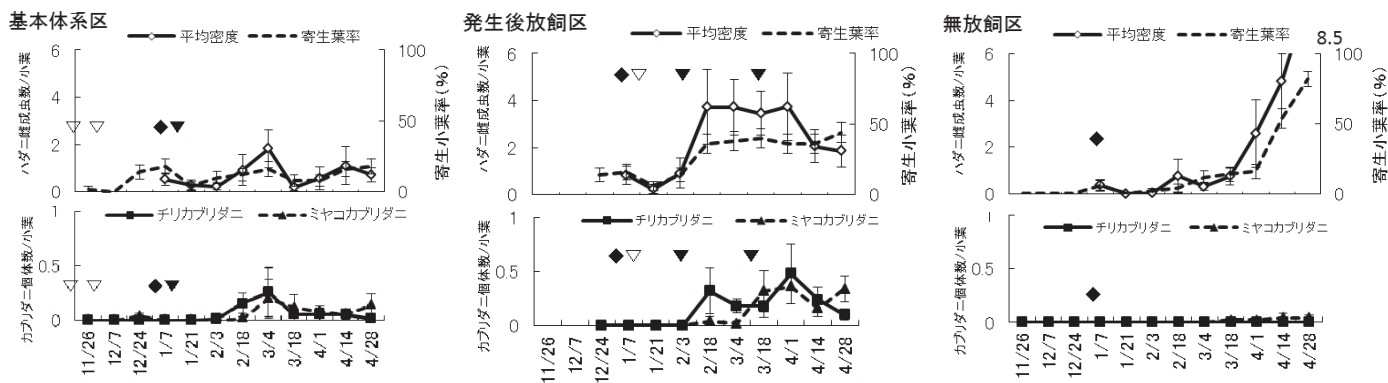 基本体系区
平均密度 寄生葉率
ハダニ雌成虫数/小葉
6
4
2
0
100
50
0
寄生小葉率(%)
チリカブリダニ ミヤコカブリダニ
カブリダニ個体数/小葉
1
0.5
0
11/26 12/7 12/24 1/7 1/21 2/3 2/18 3/4 3/18 4/1 4/14 4/28
発生後放飼区
平均密度 寄生葉率
ハダニ雌成虫数/小葉
6
4
2
0
100
50
0
寄生小葉率(%)
チリカブリダニ ミヤコカブリダニ
カブリダニ個体数/小葉
1
0.5
0
11/26 12/7 12/24 1/7 1/21 2/3 2/18 3/4 3/18 4/1 4/14 4/28
無放飼区
平均密度 寄生葉率
8.5
ハダニ雌成虫数/小葉
6
4
2
0
100
50
0
寄生小葉率(%)
チリカブリダニ ミヤコカブリダニ
カブリダニ個体数/小葉
1
0.5
0
11/26 12/7 12/24 1/7 1/21 2/3 2/18 3/4 3/18 4/1 4/14 4/28